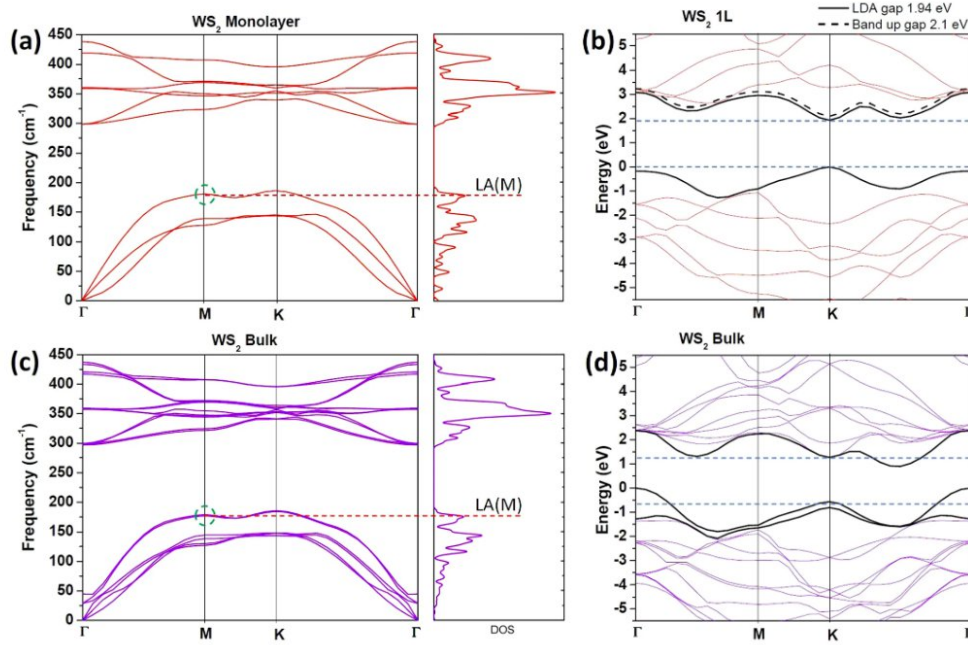 WS₂ Monolayer
(a)
Frequency (cm⁻¹)
450
400
350
300
250
200
150
100
50
0
LA(M)
Γ
M
K
Γ
LDA gap 1.94 eV
Band up gap 2.1 eV
WS₂ 1L
(b)
Energy (eV)
5
4
3
2
1
0
-1
-2
-3
-4
-5
Γ
M
K
WS₂ Bulk
(c)
Frequency (cm⁻¹)
450
400
350
300
250
200
150
100
50
0
LA(M)
Γ
M
K
Γ
DOS
WS₂ Bulk
(d)
Energy (eV)
5
4
3
2
1
0
-1
-2
-3
-4
-5
Γ
M
K